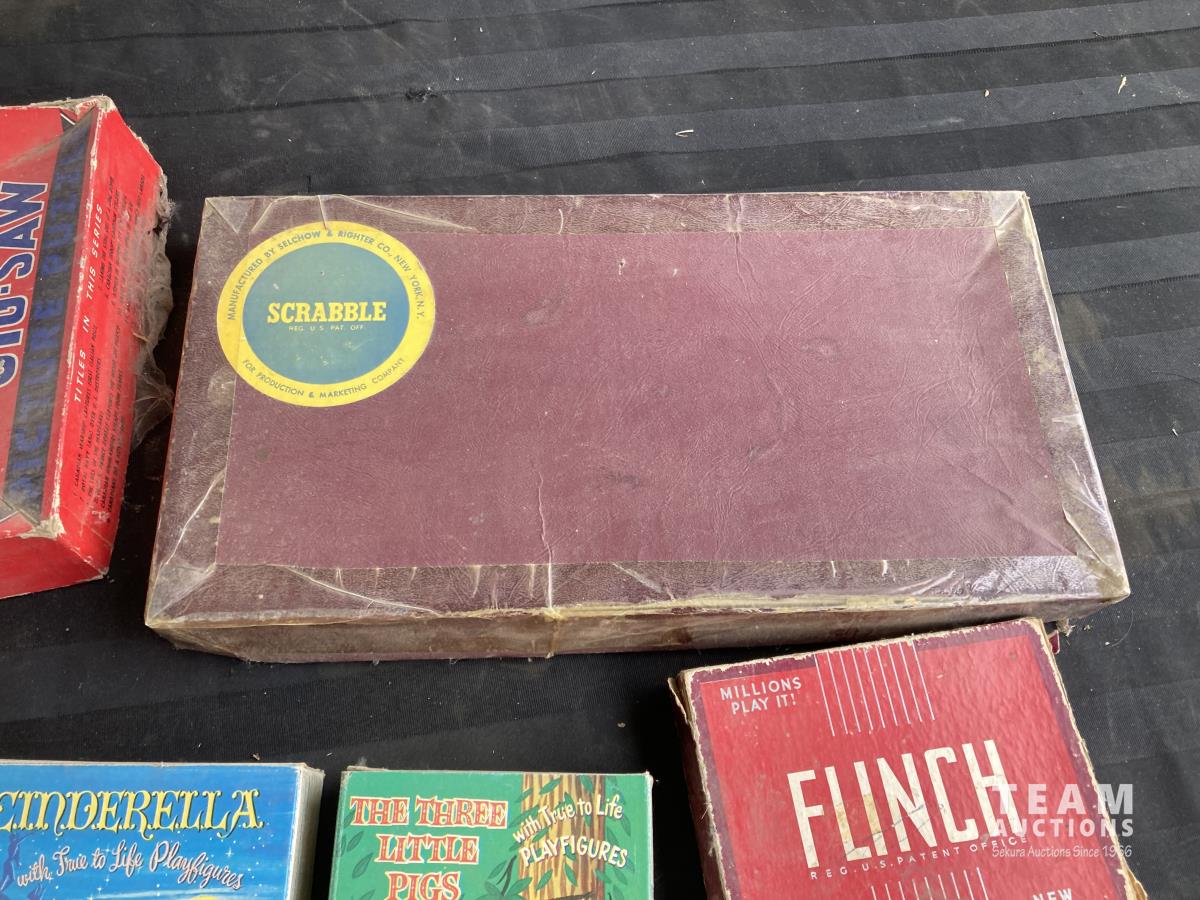 JIG-SAW
PICTURE PUZZLE
TITLES IN THIS SERIES
MANUFACTURED BY SELCHOW & RIGHTER CO., NEW YORK, N.Y.
SCRABBLE
REG. U.S. PAT. OFF.
FOR PRODUCTION & MARKETING COMPANY
MILLIONS
PLAY IT!
FLINCH
REG. U.S. PATENT OFFICE
NEW
CINDERELLA
with True to Life Playfigures
THE THREE
LITTLE
PIGS
with True to Life
PLAYFIGURES
TEAM
AUCTIONS
Sekura Auctions Since 1966